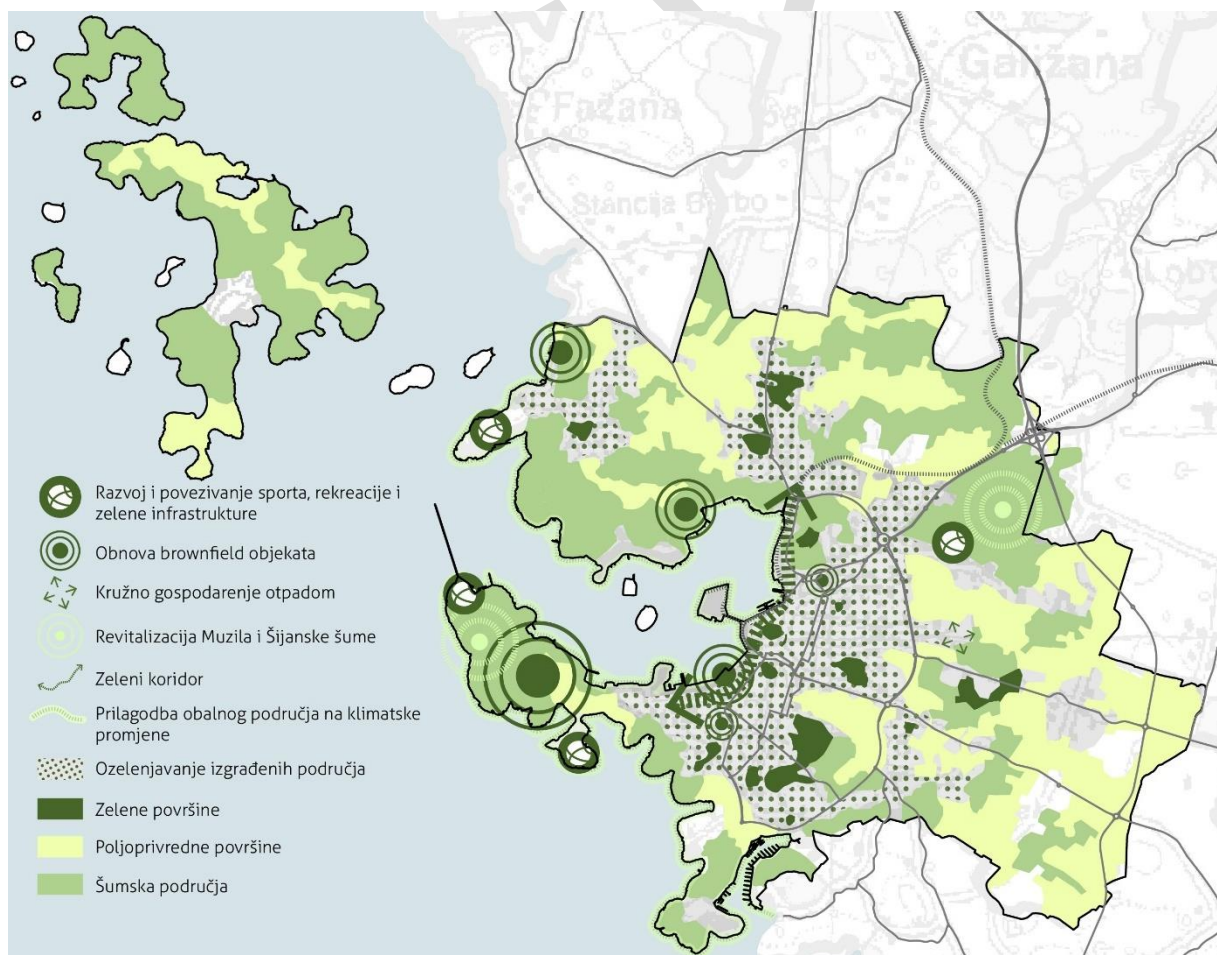 Galižana
Fažana
Stancija
Razvoj i povezivanje sporta, rekreacije i
zelene infrastrukture
Obnova brownfield objekata
Kružno gospodarenje otpadom
Revitalizacija Muzila i Šijanske šume
Zeleni koridor
Prilagodba obalnog područja na klimatske
promjene
Ozelenjavanje izgrađenih područja
Zelene površine
Poljoprivredne površine
Šumska područja